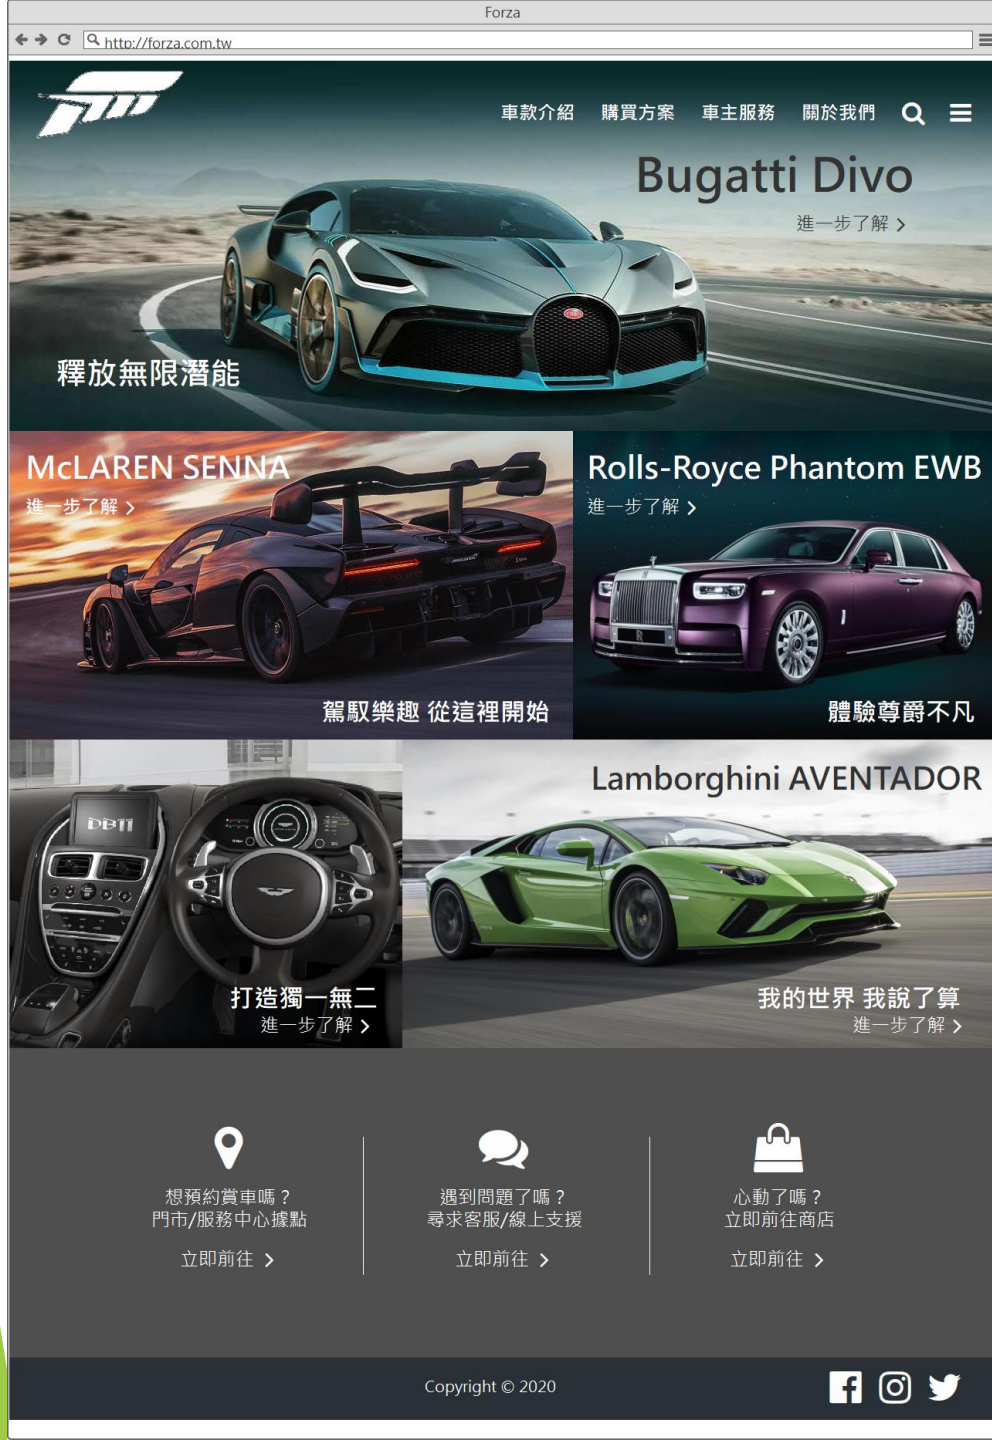 Forza
http://forza.com.tw
車款介紹 購買方案 車主服務 關於我們
Bugatti Divo
進一步了解 >
釋放無限潛能
McLAREN SENNA
進一步了解 >
駕馭樂趣 從這裡開始
Rolls-Royce Phantom EWB
進一步了解 >
體驗尊爵不凡
DB11
打造獨一無二
進一步了解 >
Lamborghini AVENTADOR
我的世界 我說了算
進一步了解 >
想預約賞車嗎？
門市/服務中心據點
立即前往 >
遇到問題了嗎？
尋求客服/線上支援
立即前往 >
心動了嗎？
立即前往商店
立即前往 >
Copyright © 2020